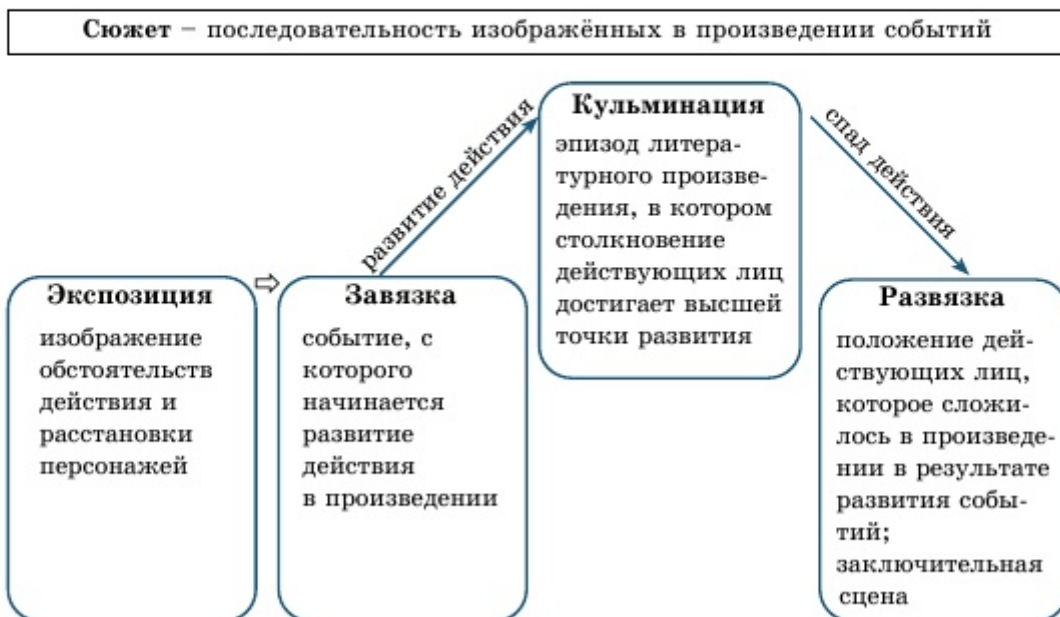 Сюжет – последовательность изображённых в произведении событий
Экспозиция
изображение
обстоятельств
действия и
расстановки
персонажей
⇨
Завязка
событие, с
которого
начинается
развитие
действия
в произведении
развитие действия
Кульминация
эпизод литера-
турного произве-
дения, в котором
столкновение
действующих лиц
достигает высшей
точки развития
спад действия
Развязка
положение дей-
ствующих лиц,
которое сложи-
лось в произведе-
нии в результате
развития собы-
тий;
заключительная
сцена